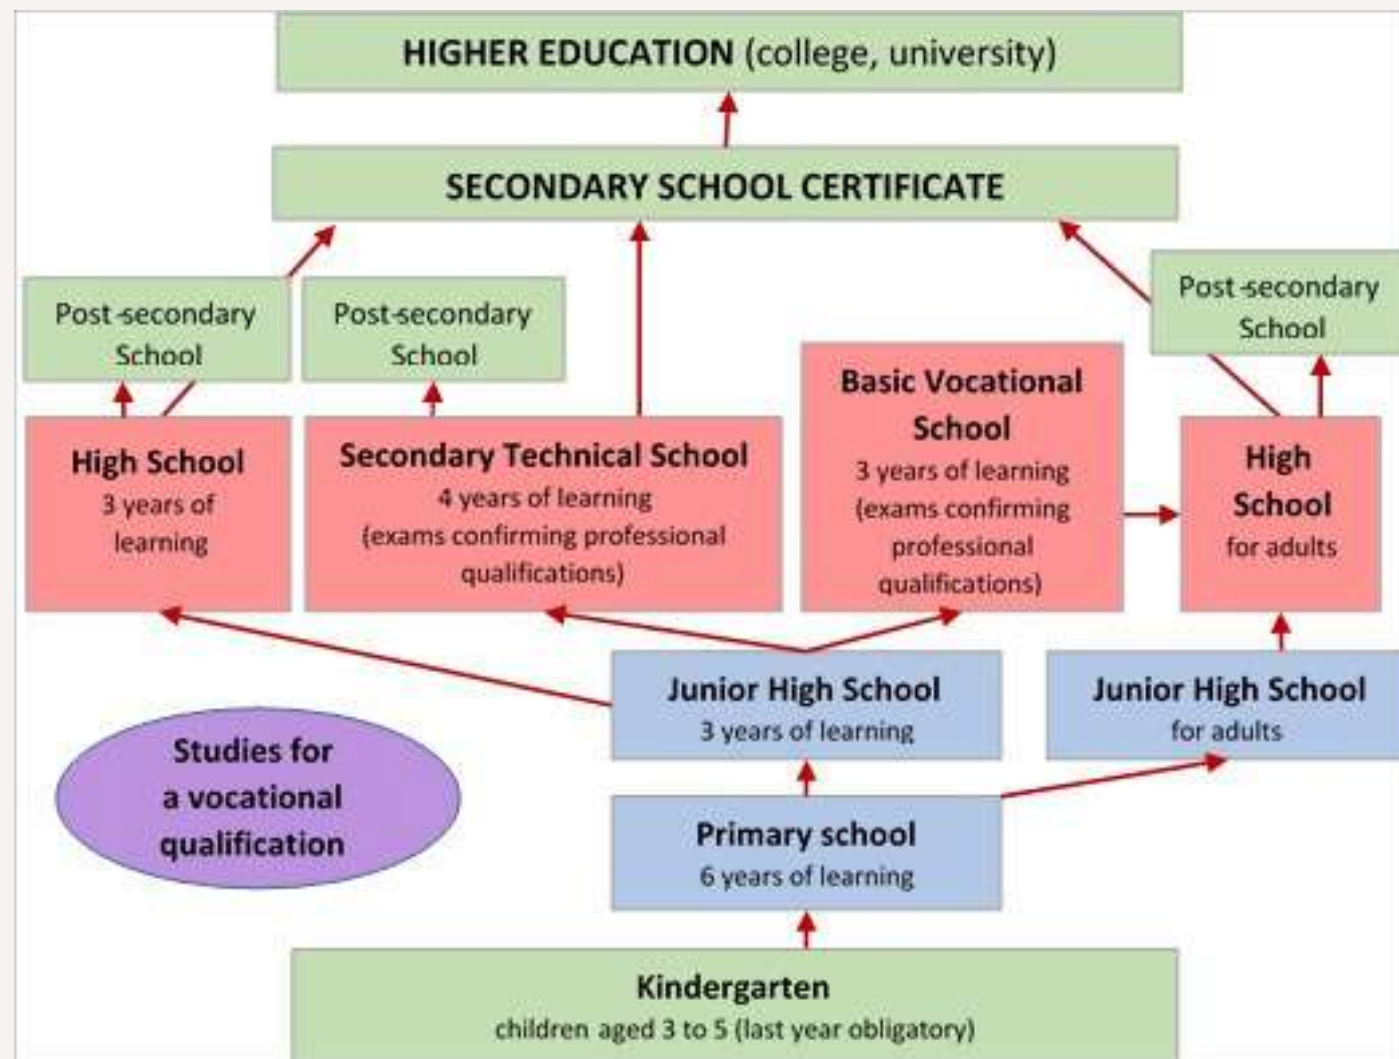 HIGHER EDUCATION (college, university)
SECONDARY SCHOOL CERTIFICATE
Post-secondary
School
Post-secondary
School
Post-secondary
School
High School
3 years of
learning
Secondary Technical School
4 years of learning
(exams confirming professional
qualifications)
Basic Vocational
School
3 years of learning
(exams confirming
professional
qualifications)
High
School
for adults
Junior High School
3 years of learning
Junior High School
for adults
Studies for
a vocational
qualification
Primary school
6 years of learning
Kindergarten
children aged 3 to 5 (last year obligatory)